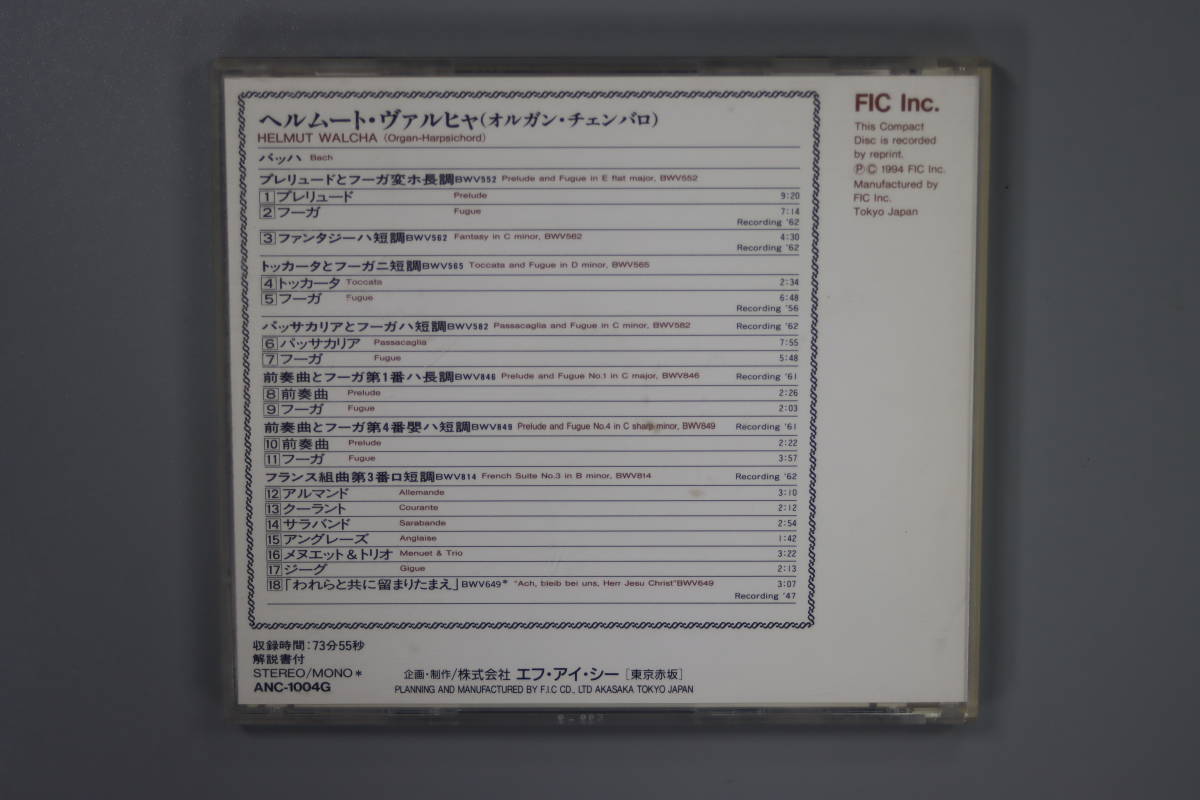 ヘルムート・ヴァルヒャ(オルガン・チェンバロ)
HELMUT WALCHA (Organ-Harpsichord)
バッハ Bach
プレリュードとフーガ変ホ長調BWV552 Prelude and Fugue in E flat major, BWV552
1 プレリュード Prelude 9:20
2 フーガ Fugue 7:14
Recording '62
3 ファンタジーハ短調BWV562 Fantasy in C minor, BWV562 4:30
Recording '62
トッカータとフーガニ短調BWV565 Toccata and Fugue in D minor, BWV565
4 トッカータ Toccata 2:34
5 フーガ Fugue 6:48
Recording '56
パッサカリアとフーガハ短調BWV582 Passacaglia and Fugue in C minor, BWV582 Recording '62
6 パッサカリア Passacaglia 7:55
7 フーガ Fugue 5:48
前奏曲とフーガ第1番ハ長調BWV846 Prelude and Fugue No.1 in C major, BWV846 Recording '61
8 前奏曲 Prelude 2:26
9 フーガ Fugue 2:03
前奏曲とフーガ第4番嬰ハ短調BWV849 Prelude and Fugue No.4 in C sharp minor, BWV849 Recording '61
10 前奏曲 Prelude 2:22
11 フーガ Fugue 3:57
フランス組曲第3番ロ短調BWV814 French Suite No.3 in B minor, BWV814 Recording '62
12 アルマンド Allemande 3:10
13 クーラント Courante 2:12
14 サラバンド Sarabande 2:54
15 アングレーズ Anglaise 1:42
16 メヌエット&トリオ Menuet & Trio 3:22
17 ジーグ Gigue 2:13
18 「われらと共に留まりたまえ」BWV649* "Ach, bleib bei uns, Herr Jesu Christ"BWV649 3:07
Recording '47
収録時間:73分55秒
解説書付
STEREO/MONO*
ANC-1004G
企画・制作/株式会社 エフ・アイ・シー [東京赤坂]
PLANNING AND MANUFACTURED BY F.I.C CO., LTD AKASAKA TOKYO JAPAN
FIC Inc.
This Compact
Disc is recorded
by reprint.
ⓅⒸ 1994 FIC Inc.
Manufactured by
FIC Inc.
Tokyo Japan